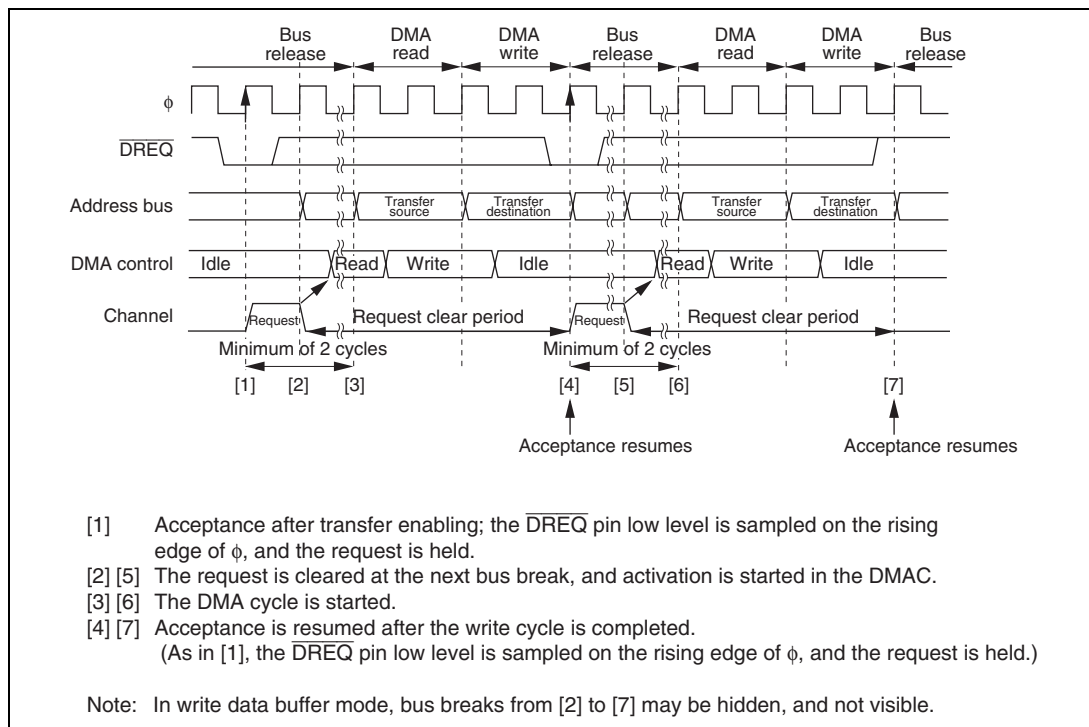 Bus release DMA read DMA write Bus release DMA read DMA write Bus release
φ
DREQ
Address bus Transfer source Transfer destination Transfer source Transfer destination
DMA control Idle Read Write Idle Read Write Idle
Channel Request Request clear period Request Request clear period
Minimum of 2 cycles Minimum of 2 cycles
[1] [2] [3] [4] [5] [6] [7]
Acceptance resumes Acceptance resumes
[1] Acceptance after transfer enabling; the DREQ pin low level is sampled on the rising
edge of φ, and the request is held.
[2] [5] The request is cleared at the next bus break, and activation is started in the DMAC.
[3] [6] The DMA cycle is started.
[4] [7] Acceptance is resumed after the write cycle is completed.
(As in [1], the DREQ pin low level is sampled on the rising edge of φ, and the request is held.)
Note: In write data buffer mode, bus breaks from [2] to [7] may be hidden, and not visible.